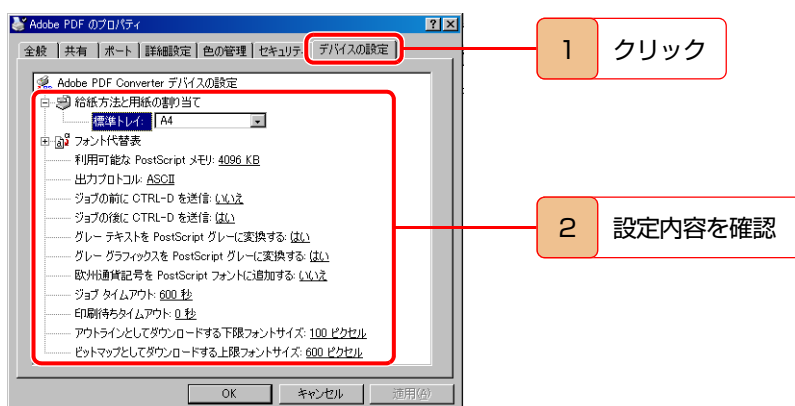 Adobe PDF のプロパティ
全般 共有 ポート 詳細設定 色の管理 セキュリティ デバイスの設定
1 クリック
Adobe PDF Converter デバイスの設定
給紙方法と用紙の割り当て
標準トレイ: A4
フォント代替表
利用可能な PostScript メモリ: 4096 KB
出力プロトコル: ASCII
ジョブの前に CTRL-D を送信: いいえ
ジョブの後に CTRL-D を送信: はい
2 設定内容を確認
グレー テキストを PostScript グレーに変換する: はい
グレー グラフィックスを PostScript グレーに変換する: はい
欧州通貨記号を PostScript フォントに追加する: いいえ
ジョブ タイムアウト: 600 秒
印刷待ちタイムアウト: 0 秒
アウトラインとしてダウンロードする下限フォントサイズ: 100 ピクセル
ビットマップとしてダウンロードする上限フォントサイズ: 600 ピクセル
OK キャンセル 適用(A)